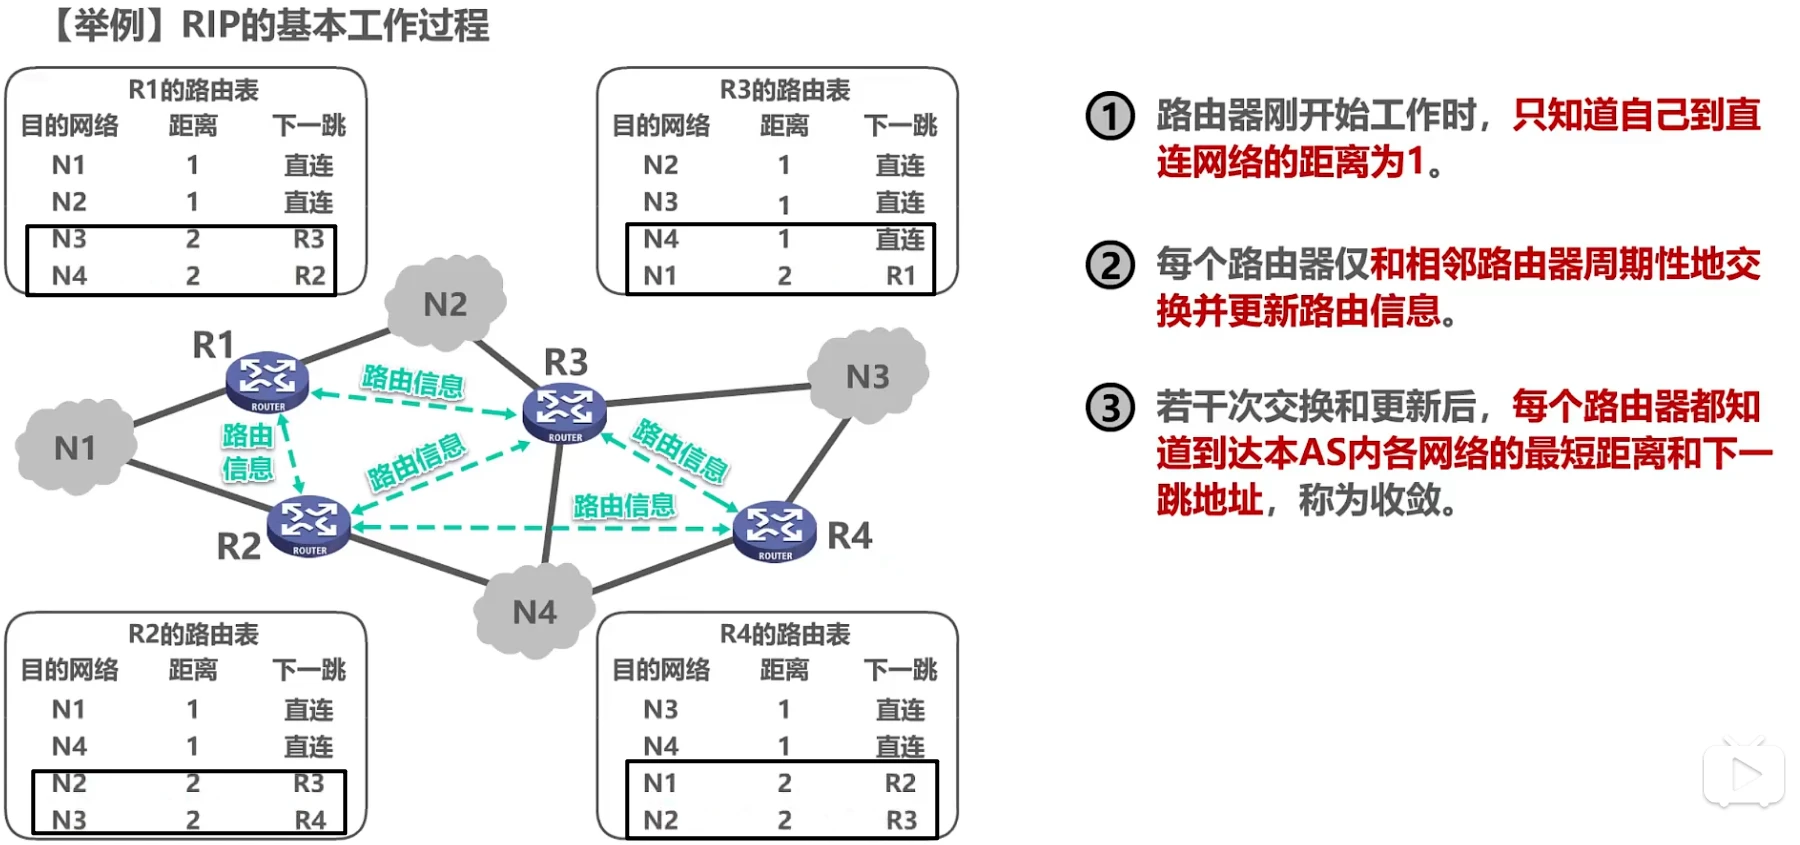 【举例】RIP的基本工作过程
R1的路由表
目的网络 距离 下一跳
N1 1 直连
N2 1 直连
N3 2 R3
N4 2 R2
R3的路由表
目的网络 距离 下一跳
N2 1 直连
N3 1 直连
N4 1 直连
N1 2 R1
N2
R1
R3
N3
路由信息
ROUTER
ROUTER
N1
路由
信息
路由信息
路由信息
路由信息
R2
ROUTER
ROUTER
R4
N4
R2的路由表
目的网络 距离 下一跳
N1 1 直连
N4 1 直连
N2 2 R3
N3 2 R4
R4的路由表
目的网络 距离 下一跳
N3 1 直连
N4 1 直连
N1 2 R2
N2 2 R3
1 路由器刚开始工作时，只知道自己到直
连网络的距离为1。
2 每个路由器仅和相邻路由器周期性地交
换并更新路由信息。
3 若干次交换和更新后，每个路由器都知
道到达本AS内各网络的最短距离和下一
跳地址，称为收敛。